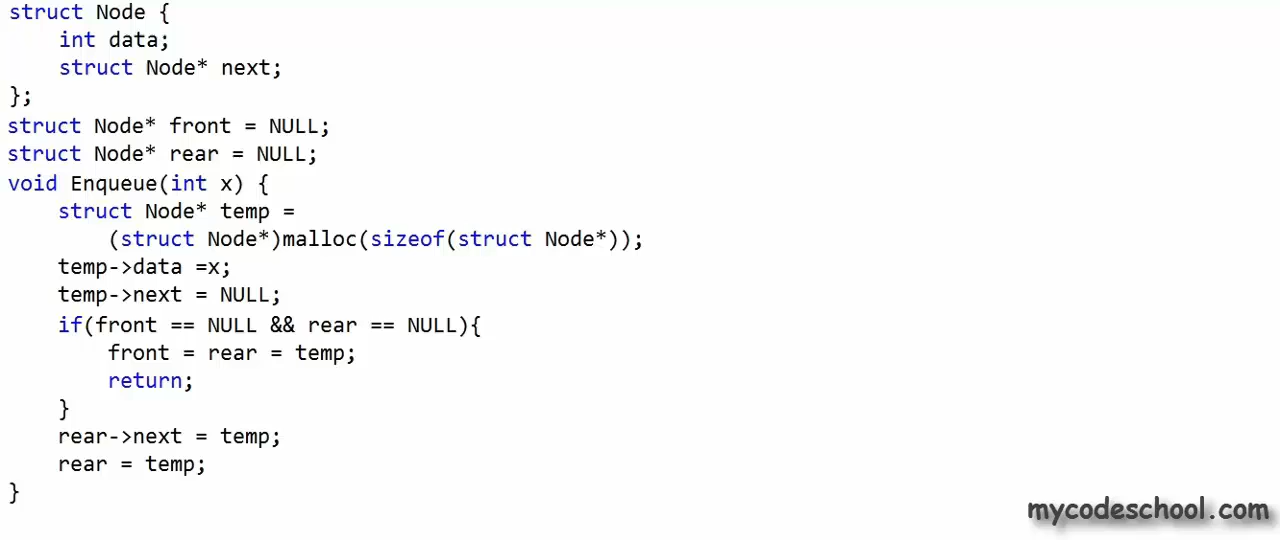 struct Node {
    int data;
    struct Node* next;
};
struct Node* front = NULL;
struct Node* rear = NULL;
void Enqueue(int x) {
    struct Node* temp =
        (struct Node*)malloc(sizeof(struct Node*));
    temp->data =x;
    temp->next = NULL;
    if(front == NULL && rear == NULL){
        front = rear = temp;
        return;
    }
    rear->next = temp;
    rear = temp;
}
mycodeschool.com